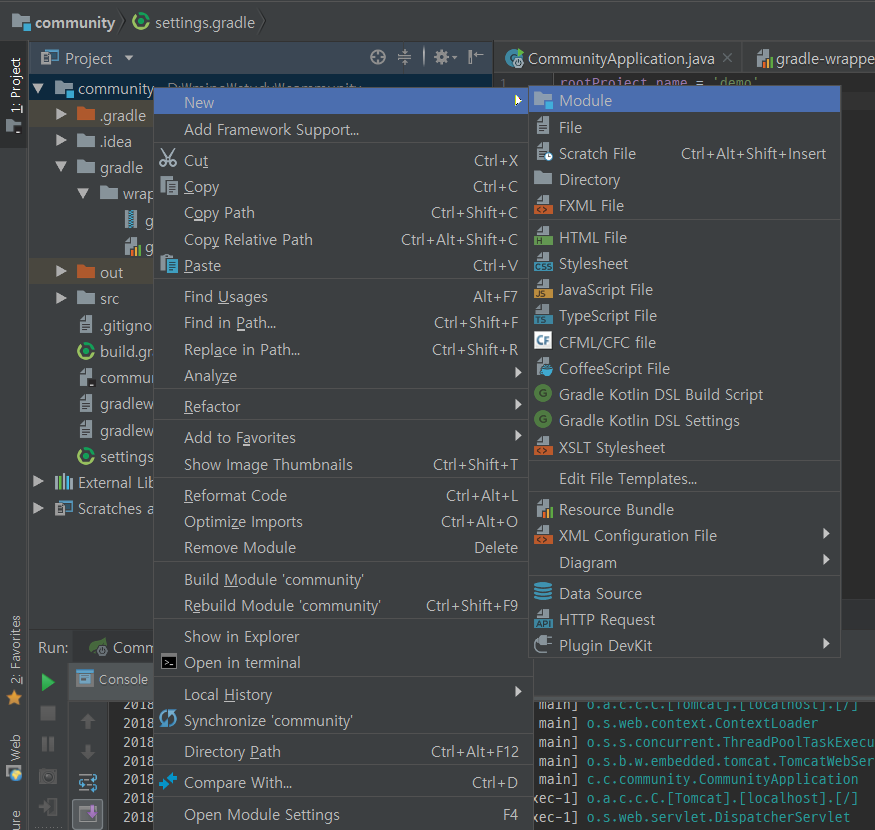 community
settings.gradle
Project
CommunityApplication.java
gradle-wrappe
1: Project
community
1
rootProject.name = 'demo'
.gradle
.idea
gradle
wrap
g
g
out
src
.gitigno
build.gr
commu
gradlew
gradlew
settings
External Lib
Scratches a
New
Add Framework Support...
Cut Ctrl+X
Copy Ctrl+C
Copy Path Ctrl+Shift+C
Copy Relative Path Ctrl+Alt+Shift+C
Paste Ctrl+V
Find Usages Alt+F7
Find in Path... Ctrl+Shift+F
Replace in Path... Ctrl+Shift+R
Analyze
Refactor
Add to Favorites
Show Image Thumbnails Ctrl+Shift+T
Reformat Code Ctrl+Alt+L
Optimize Imports Ctrl+Alt+O
Remove Module Delete
Build Module 'community'
Rebuild Module 'community' Ctrl+Shift+F9
Show in Explorer
Open in terminal
Local History
Synchronize 'community'
Directory Path Ctrl+Alt+F12
Compare With... Ctrl+D
Open Module Settings F4
Module
File
Scratch File Ctrl+Alt+Shift+Insert
Directory
FXML File
HTML File
Stylesheet
JavaScript File
TypeScript File
CFML/CFC file
CoffeeScript File
Gradle Kotlin DSL Build Script
Gradle Kotlin DSL Settings
XSLT Stylesheet
Edit File Templates...
Resource Bundle
XML Configuration File
Diagram
Data Source
HTTP Request
Plugin DevKit
2: Favorites
Web
ure
Run:
Comm
Console
2018 main] o.a.c.c.C.[Tomcat].[localhost].[/]
2018 main] o.s.web.context.ContextLoader
2018 main] o.s.s.concurrent.ThreadPoolTaskExecu
2018 main] o.s.b.w.embedded.tomcat.TomcatWebSer
2018 main] c.c.community.CommunityApplication
2018 xec-1] o.a.c.c.C.[Tomcat].[localhost].[/]
2018 xec-1] o.s.web.servlet.DispatcherServlet